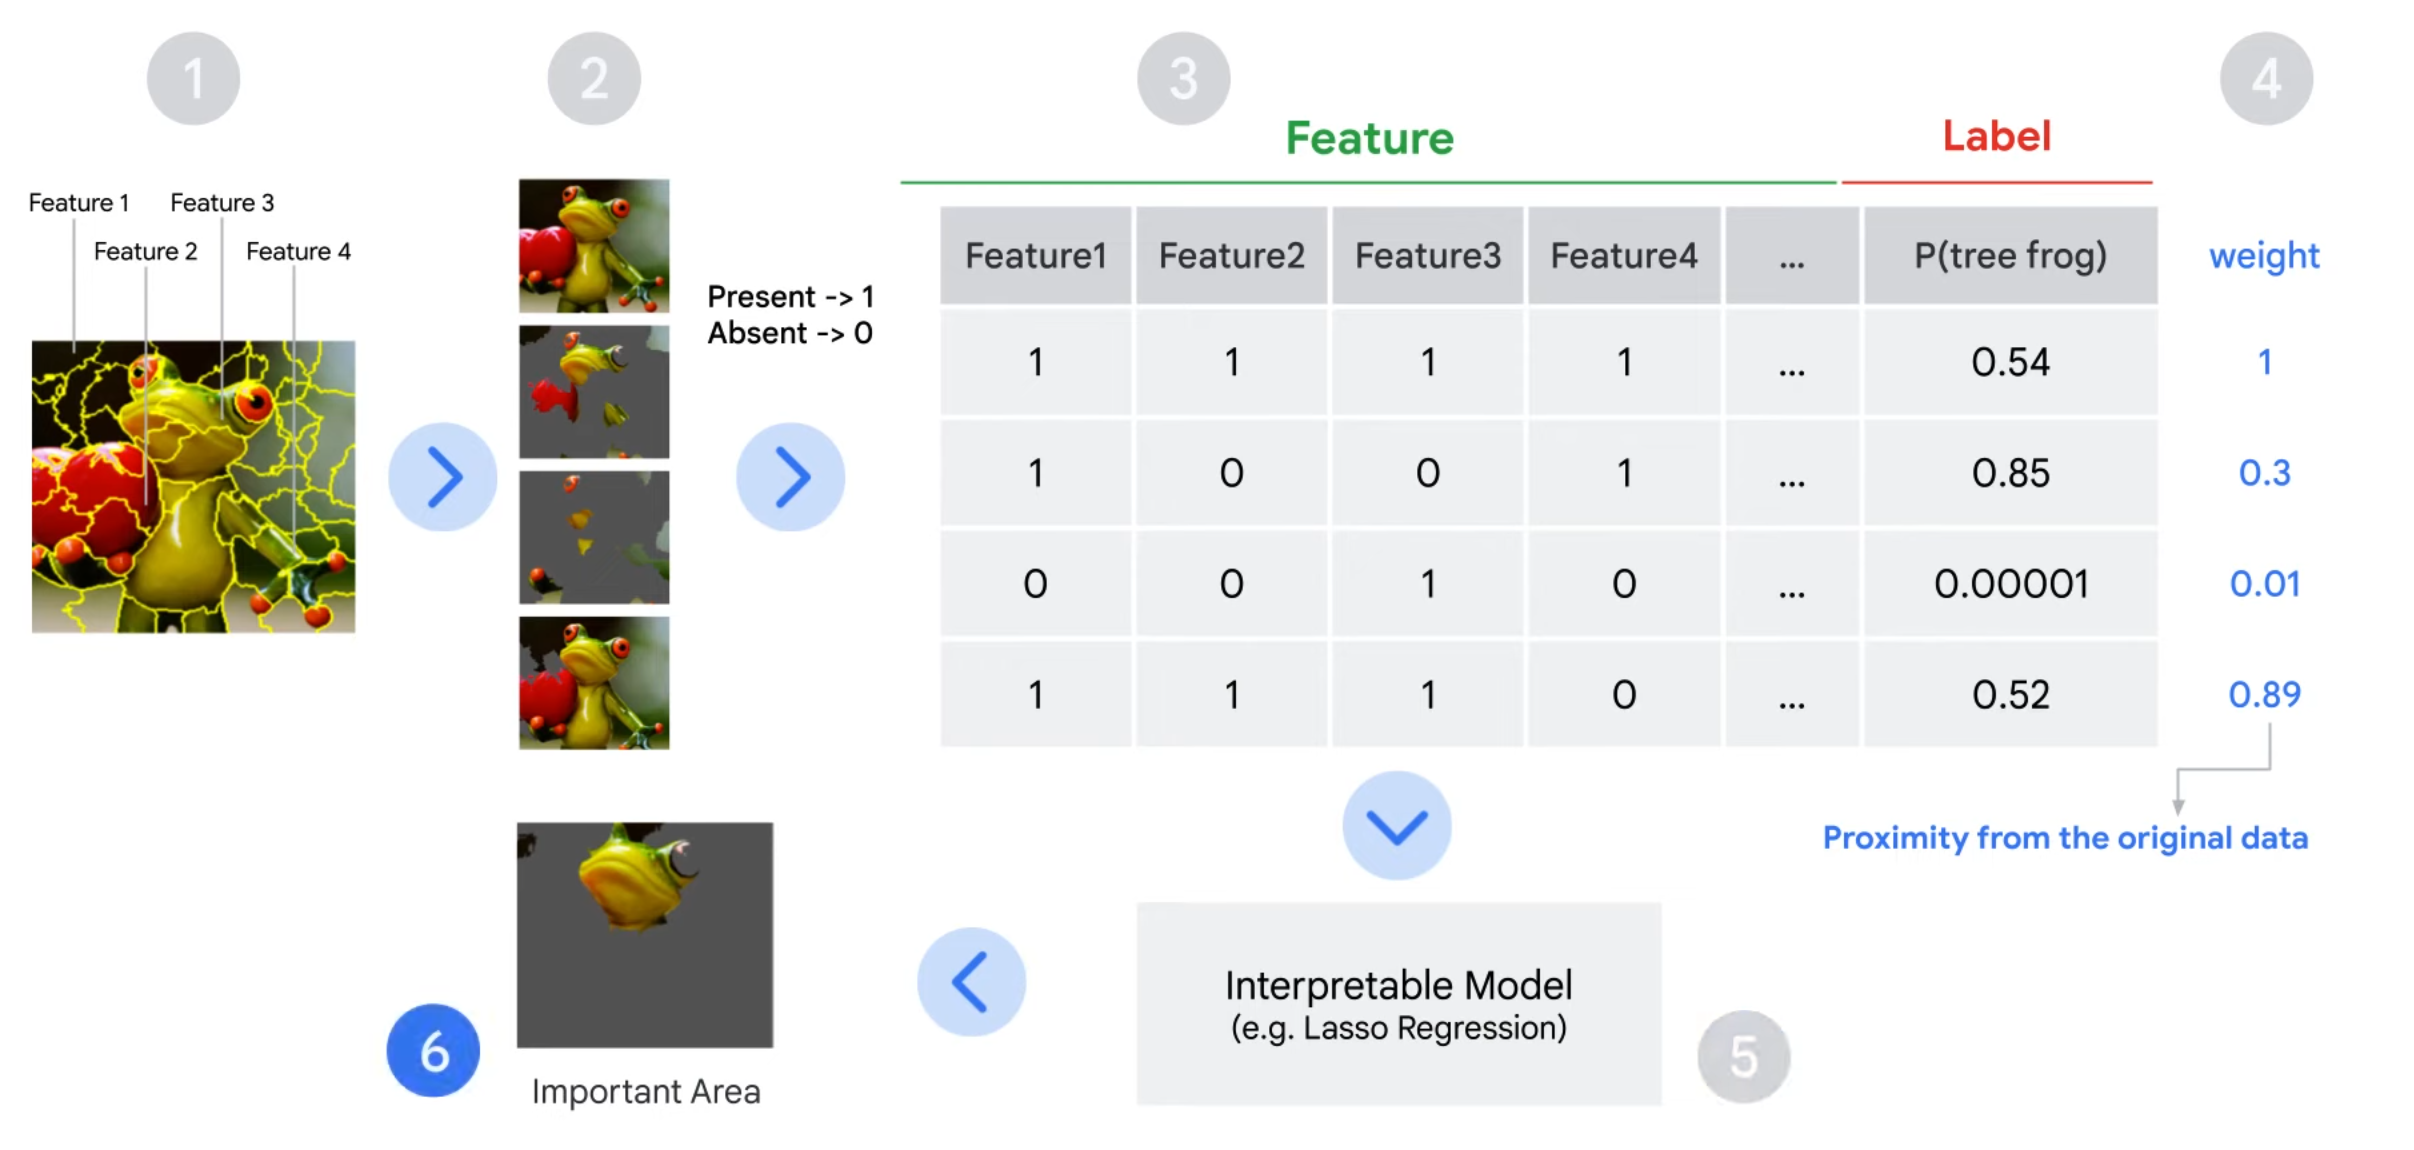 1
2
3
4
Feature
Label
Feature 1
Feature 3
Feature 2
Feature 4
Present -> 1
Absent -> 0
Feature1 Feature2 Feature3 Feature4 ... P(tree frog) weight
1 1 1 1 ... 0.54 1
1 0 0 1 ... 0.85 0.3
0 0 1 0 ... 0.00001 0.01
1 1 1 0 ... 0.52 0.89
Proximity from the original data
Interpretable Model
(e.g. Lasso Regression)
5
6
Important Area